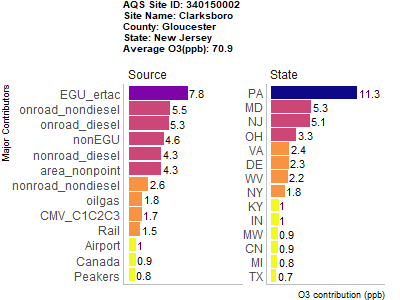 AQS Site ID: 340150002
Site Name: Clarksboro
County: Gloucester
State: New Jersey
Average O3(ppb): 70.9
Major Contributors
Source
EGU_ertac 7.8
onroad_nondiesel 5.5
onroad_diesel 5.3
nonEGU 4.6
nonroad_diesel 4.3
area_nonpoint 4.3
nonroad_nondiesel 2.6
oilgas 1.8
CMV_C1C2C3 1.7
Rail 1.5
Airport 1
Canada 0.9
Peakers 0.8
State
PA 11.3
MD 5.3
NJ 5.1
OH 3.3
VA 2.4
DE 2.3
WV 2.2
NY 1.8
KY 1
IN 1
MW 0.9
CN 0.9
MI 0.8
TX 0.7
O3 contribution (ppb)